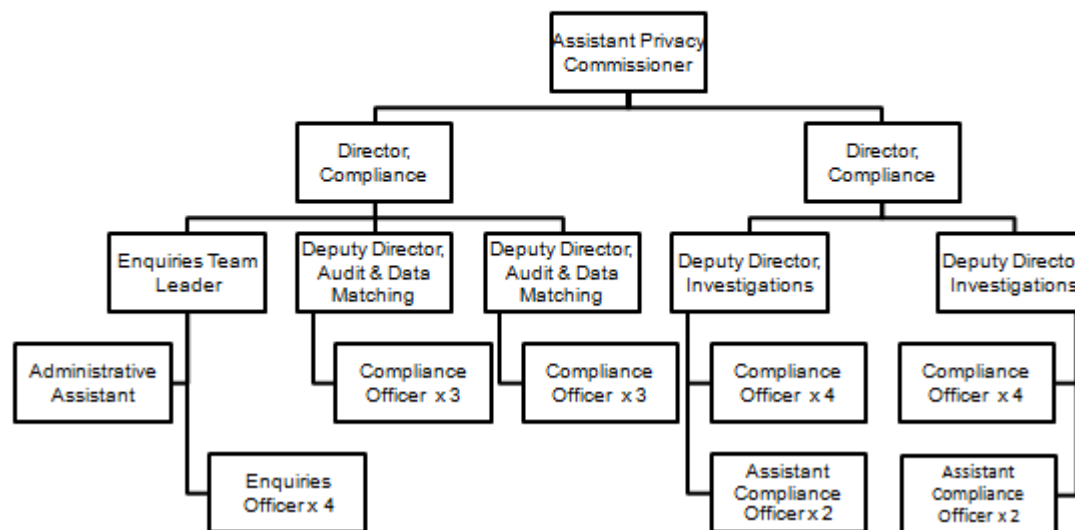 Assistant Privacy
Commissioner
Director,
Compliance
Director,
Compliance
Enquiries Team
Leader
Deputy Director,
Audit & Data
Matching
Deputy Director,
Audit & Data
Matching
Deputy Director,
Investigations
Deputy Director
Investigations
Administrative
Assistant
Compliance
Officer x 3
Compliance
Officer x 3
Compliance
Officer x 4
Compliance
Officer x 4
Enquiries
Officer x 4
Assistant
Compliance
Officer x 2
Assistant
Compliance
Officer x 2